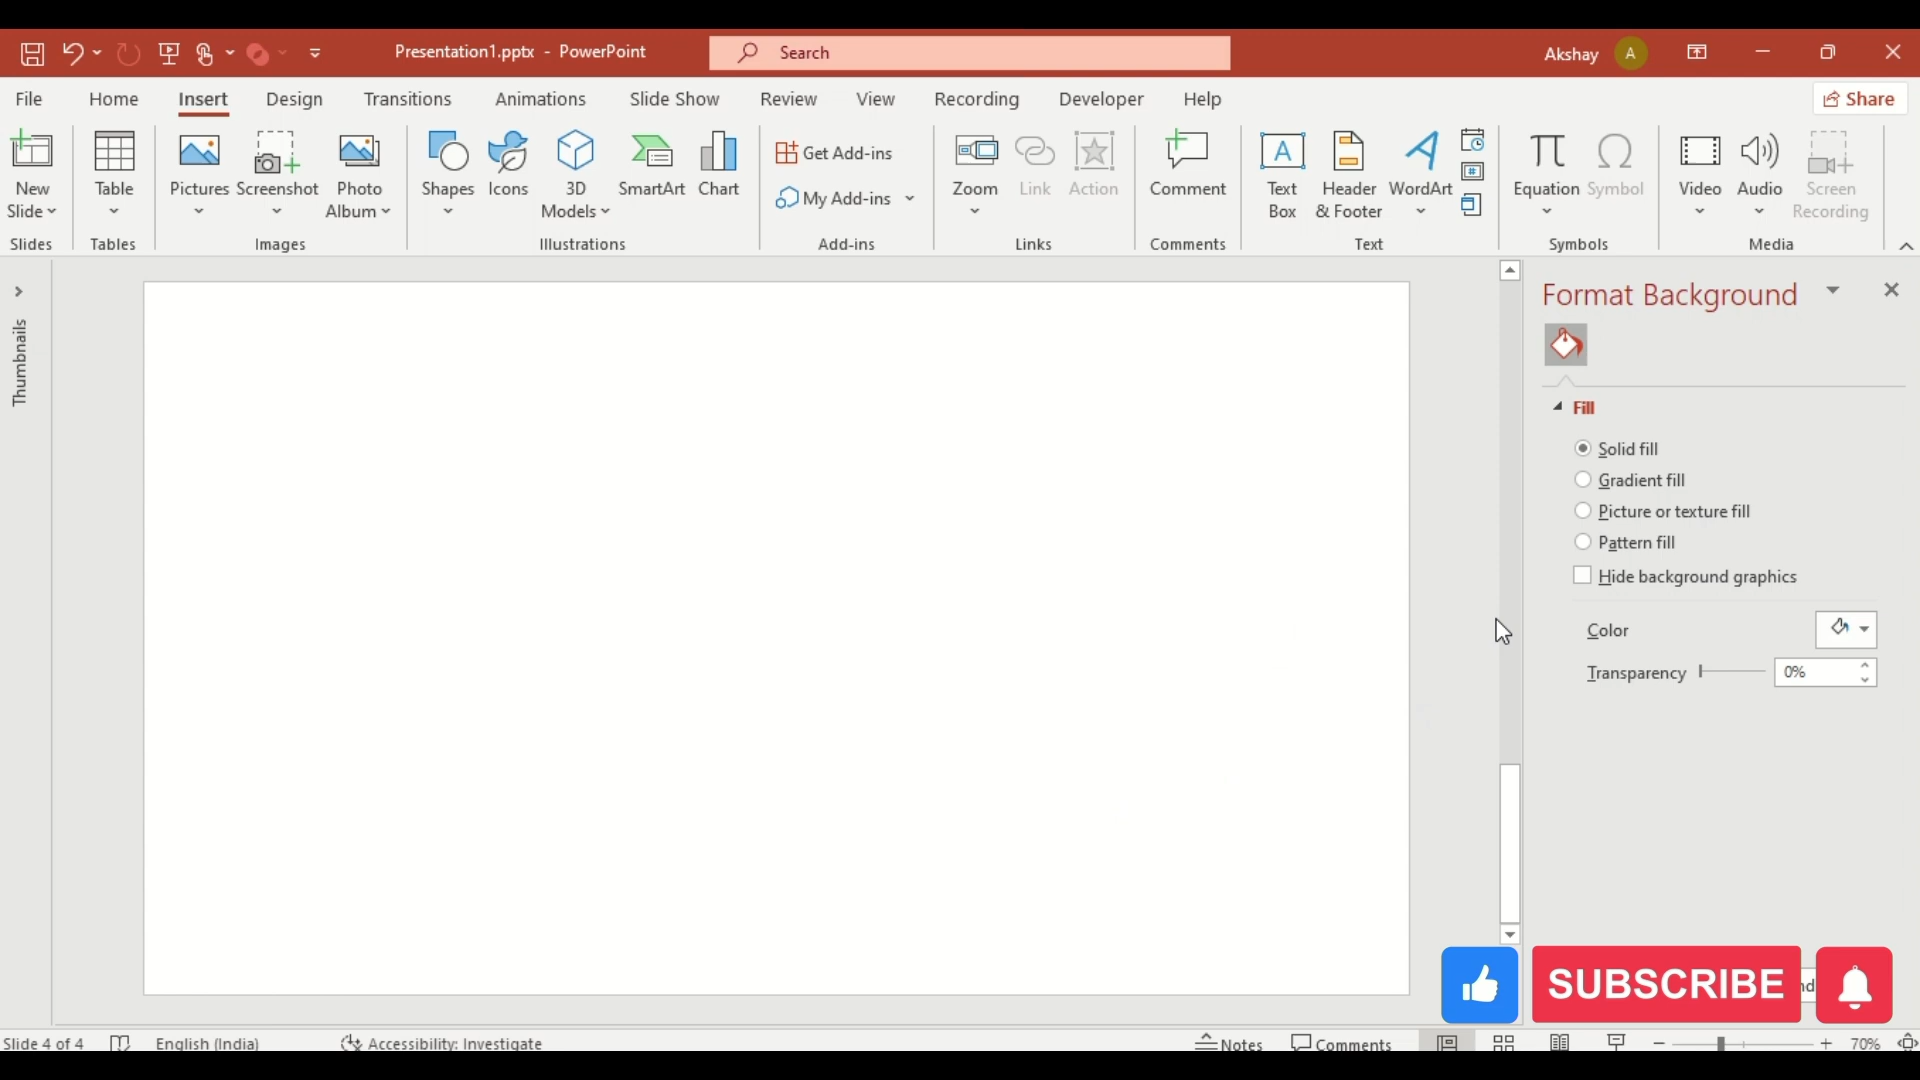 Presentation1.pptx - PowerPoint
Search
Akshay
A
File Home Insert Design Transitions Animations Slide Show Review View Recording Developer Help
Share
New
Slide
Table
Pictures
Screenshot
Photo
Album
Shapes
Icons
3D
Models
SmartArt
Chart
Get Add-ins
My Add-ins
Zoom
Link
Action
Comment
Text
Box
Header
& Footer
WordArt
Equation
Symbol
Video
Audio
Screen
Recording
Slides Tables Images Illustrations Add-ins Links Comments Text Symbols Media
Thumbnails
Format Background
Fill
Solid fill
Gradient fill
Picture or texture fill
Pattern fill
Hide background graphics
Color
Transparency 0%
SUBSCRIBE
Slide 4 of 4 English (India) Accessibility: Investigate Notes Comments 70%